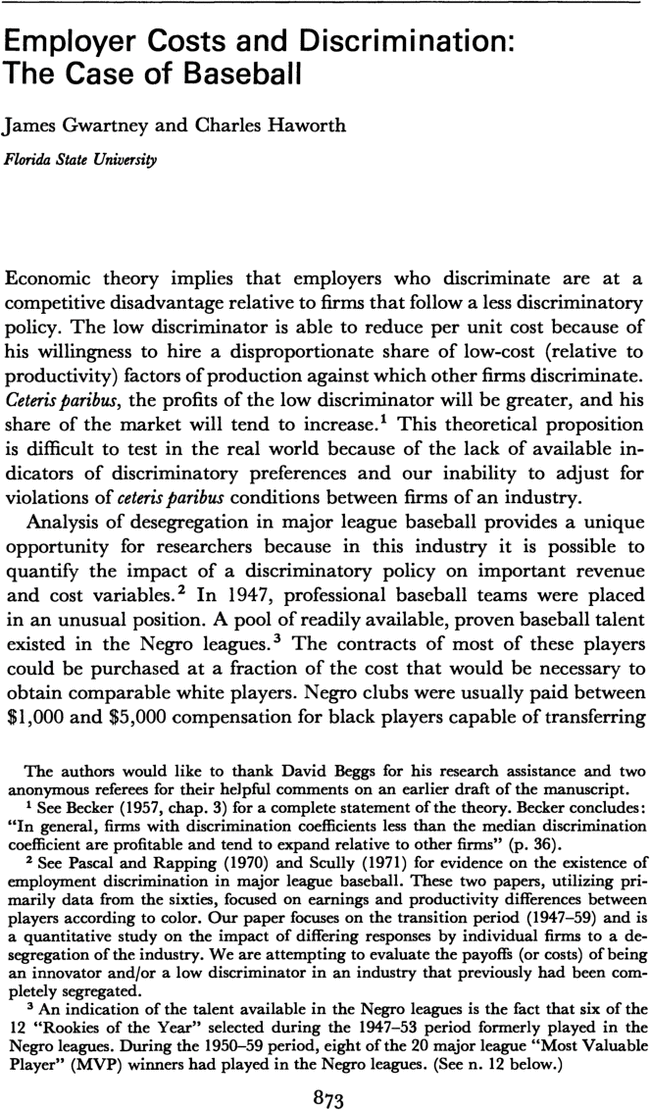 Employer Costs and Discrimination:
The Case of Baseball
James Gwartney and Charles Haworth
Florida State University
Economic theory implies that employers who discriminate are at a
competitive disadvantage relative to firms that follow a less discriminatory
policy. The low discriminator is able to reduce per unit cost because of
his willingness to hire a disproportionate share of low-cost (relative to
productivity) factors of production against which other firms discriminate.
Ceteris paribus, the profits of the low discriminator will be greater, and his
share of the market will tend to increase.¹ This theoretical proposition
is difficult to test in the real world because of the lack of available in-
dicators of discriminatory preferences and our inability to adjust for
violations of ceteris paribus conditions between firms of an industry.
Analysis of desegregation in major league baseball provides a unique
opportunity for researchers because in this industry it is possible to
quantify the impact of a discriminatory policy on important revenue
and cost variables.² In 1947, professional baseball teams were placed
in an unusual position. A pool of readily available, proven baseball talent
existed in the Negro leagues.³ The contracts of most of these players
could be purchased at a fraction of the cost that would be necessary to
obtain comparable white players. Negro clubs were usually paid between
$1,000 and $5,000 compensation for black players capable of transferring
The authors would like to thank David Beggs for his research assistance and two
anonymous referees for their helpful comments on an earlier draft of the manuscript.
¹ See Becker (1957, chap. 3) for a complete statement of the theory. Becker concludes:
"In general, firms with discrimination coefficients less than the median discrimination
coefficient are profitable and tend to expand relative to other firms" (p. 36).
² See Pascal and Rapping (1970) and Scully (1971) for evidence on the existence of
employment discrimination in major league baseball. These two papers, utilizing pri-
marily data from the sixties, focused on earnings and productivity differences between
players according to color. Our paper focuses on the transition period (1947–59) and is
a quantitative study on the impact of differing responses by individual firms to a de-
segregation of the industry. We are attempting to evaluate the payoffs (or costs) of being
an innovator and/or a low discriminator in an industry that previously had been com-
pletely segregated.
³ An indication of the talent available in the Negro leagues is the fact that six of the
12 "Rookies of the Year" selected during the 1947–53 period formerly played in the
Negro leagues. During the 1950–59 period, eight of the 20 major league "Most Valuable
Player" (MVP) winners had played in the Negro leagues. (See n. 12 below.)
873